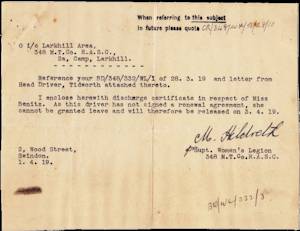 When referring to this subject
in future please quote
O i/c Larkhill Area,
348 M.T.Co. R.A.S.C.,
Camp, Larkhill.
Reference your RD/348/332/WL/1 of 28. 3. 19 and letter from
Head Driver, Tidworth attached thereto.
I enclose herewith discharge certificate in respect of Miss
Benitz. As this driver has not signed a renewal agreement, she
cannot be granted leave and will therefore be released on 3. 4. 19.
2, Wood Street,
Swindon.
1. 4. 19.
Supt. Women's Legion
348 M.T.Co.R.A.S.C.